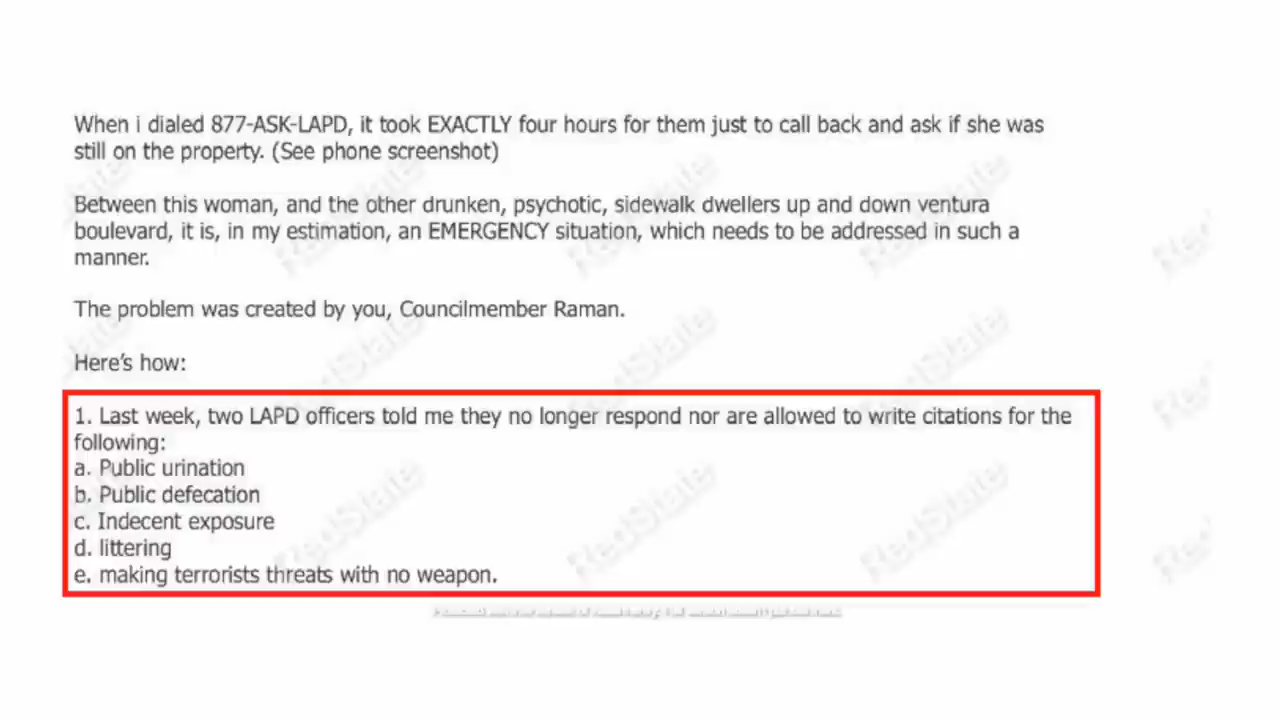 When i dialed 877-ASK-LAPD, it took EXACTLY four hours for them just to call back and ask if she was
still on the property. (See phone screenshot)
Between this woman, and the other drunken, psychotic, sidewalk dwellers up and down ventura
boulevard, it is, in my estimation, an EMERGENCY situation, which needs to be addressed in such a
manner.
The problem was created by you, Councilmember Raman.
Here's how:
1. Last week, two LAPD officers told me they no longer respond nor are allowed to write citations for the
following:
a. Public urination
b. Public defecation
c. Indecent exposure
d. littering
e. making terrorists threats with no weapon.
RedState